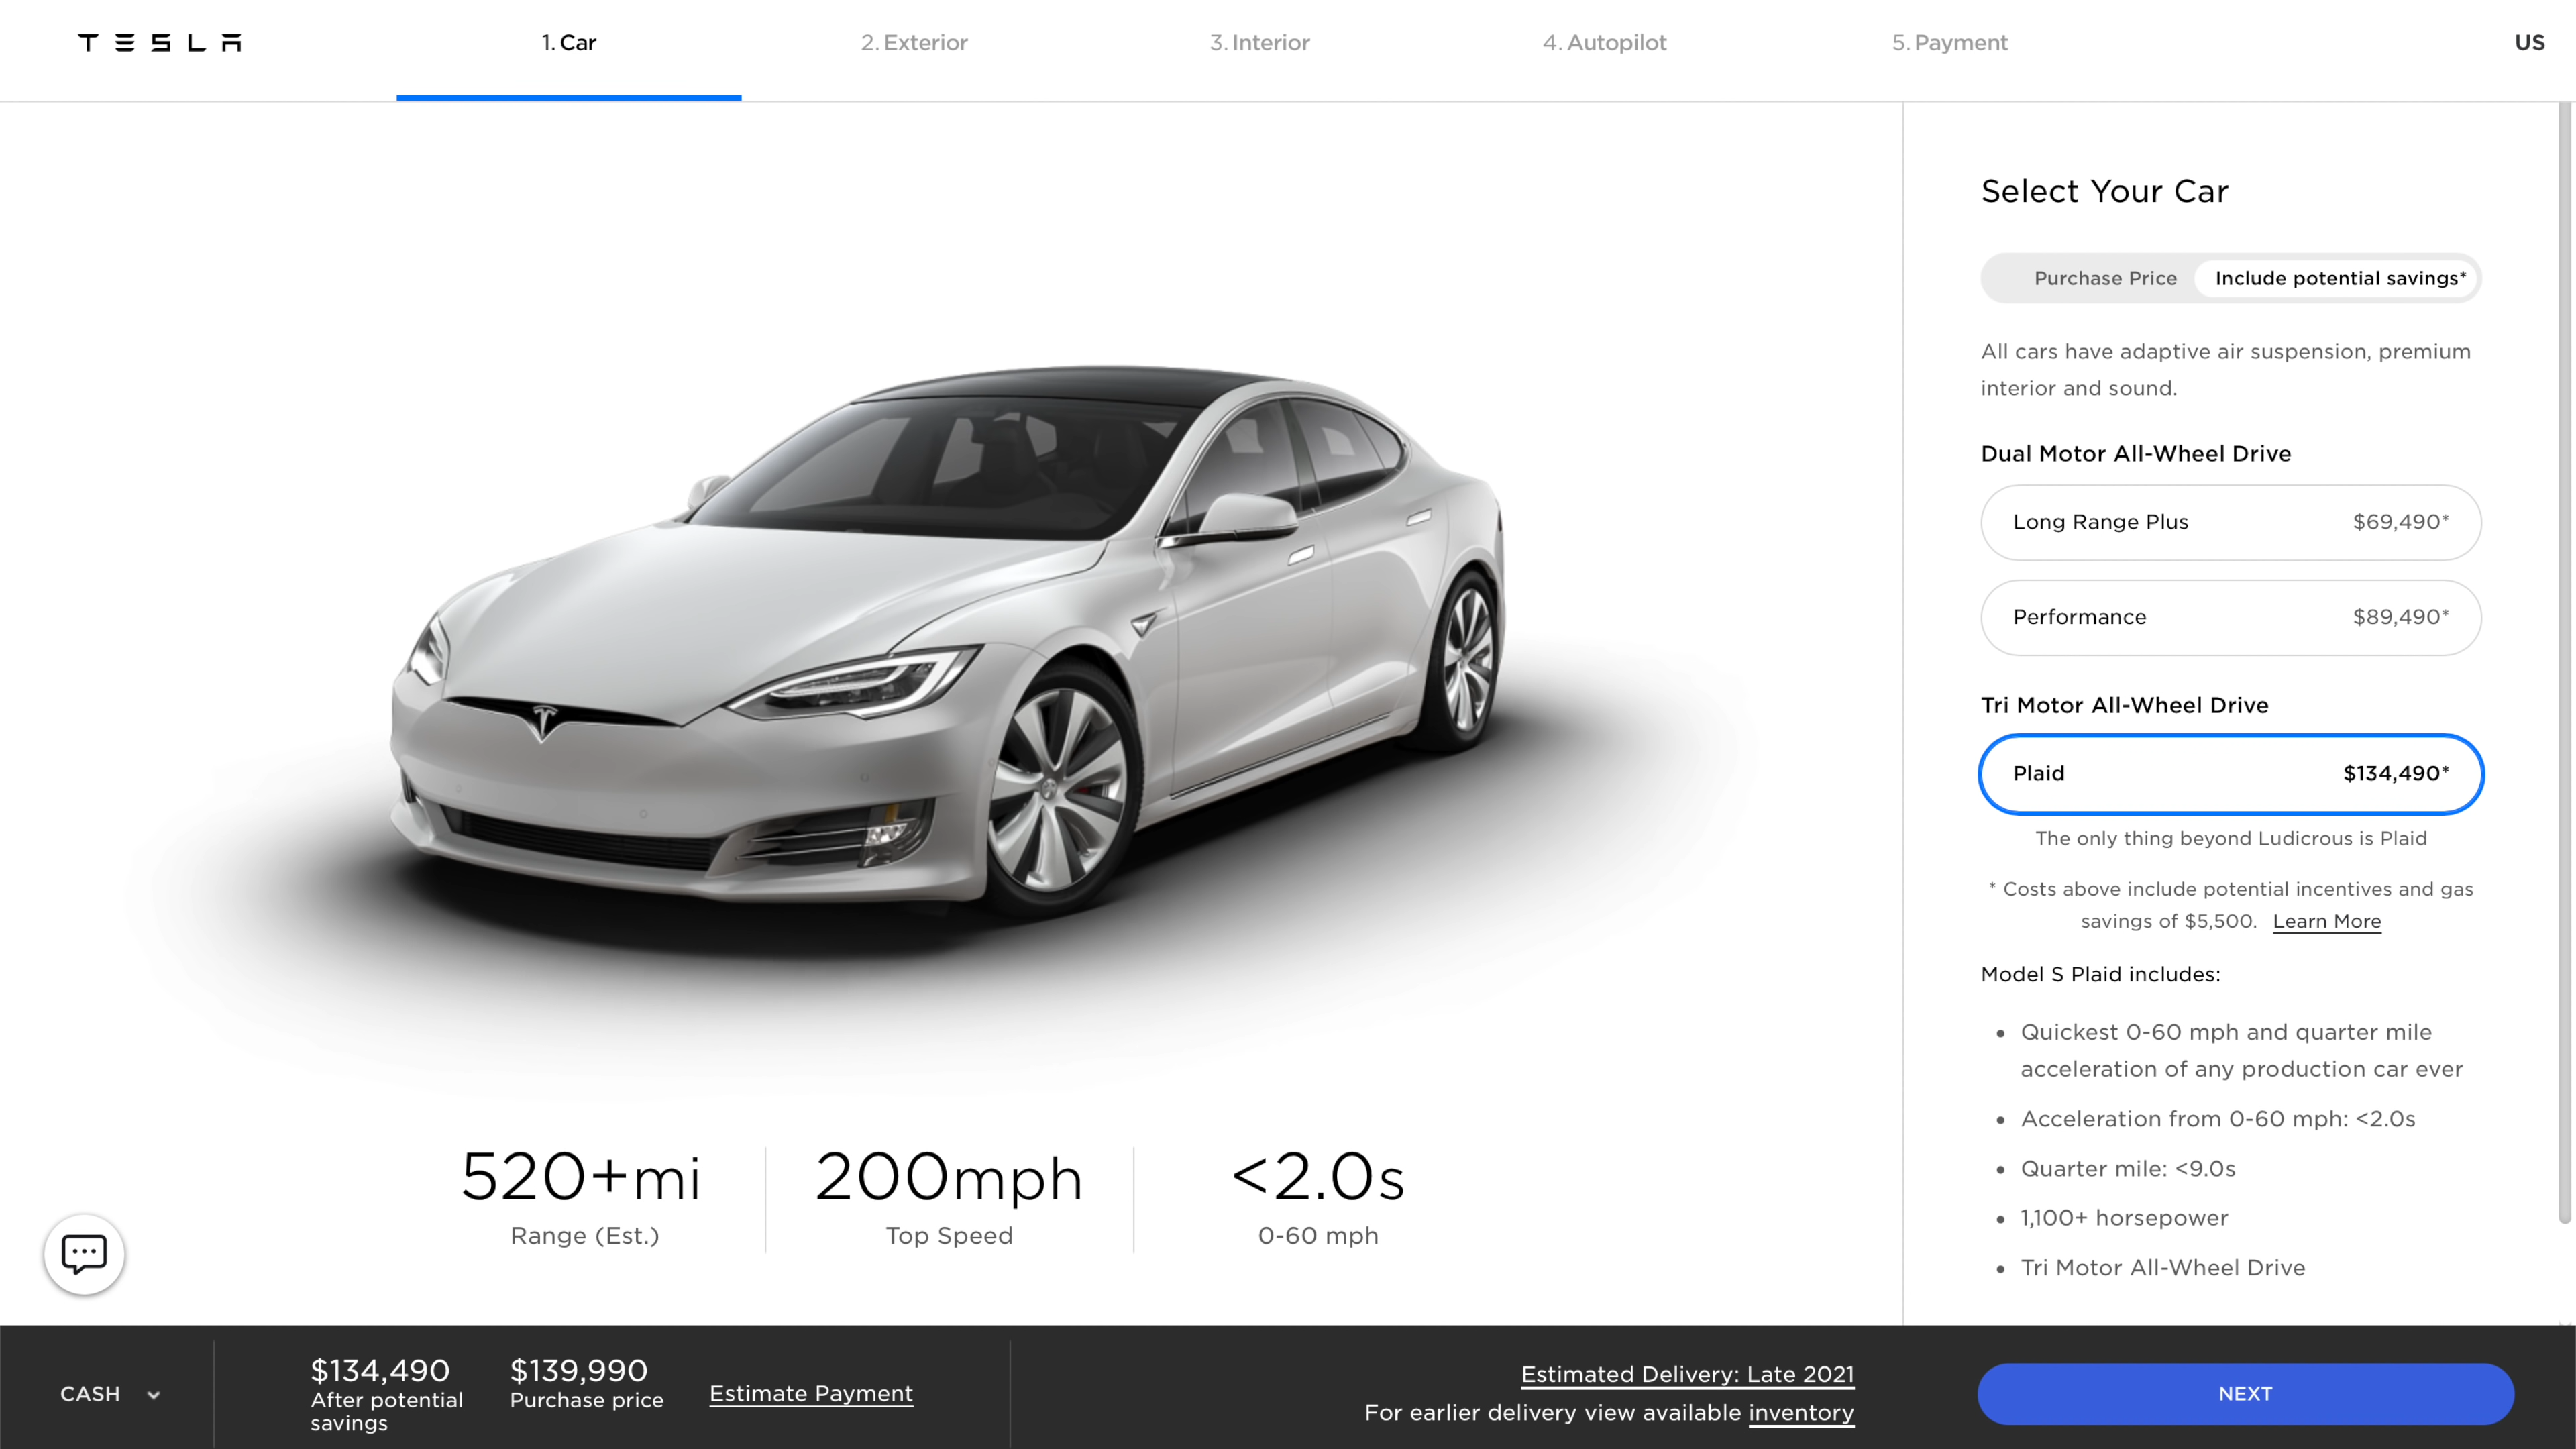 TESLA
1. Car
2. Exterior
3. Interior
4. Autopilot
5. Payment
US
Select Your Car
Purchase Price
Include potential savings*
All cars have adaptive air suspension, premium
interior and sound.
Dual Motor All-Wheel Drive
Long Range Plus $69,490*
Performance $89,490*
Tri Motor All-Wheel Drive
Plaid $134,490*
The only thing beyond Ludicrous is Plaid
* Costs above include potential incentives and gas
savings of $5,500. Learn More
Model S Plaid includes:
• Quickest 0-60 mph and quarter mile
acceleration of any production car ever
• Acceleration from 0-60 mph: <2.0s
• Quarter mile: <9.0s
• 1,100+ horsepower
• Tri Motor All-Wheel Drive
520+mi
Range (Est.)
200mph
Top Speed
<2.0s
0-60 mph
CASH
$134,490
After potential
savings
$139,990
Purchase price
Estimate Payment
Estimated Delivery: Late 2021
For earlier delivery view available inventory
NEXT